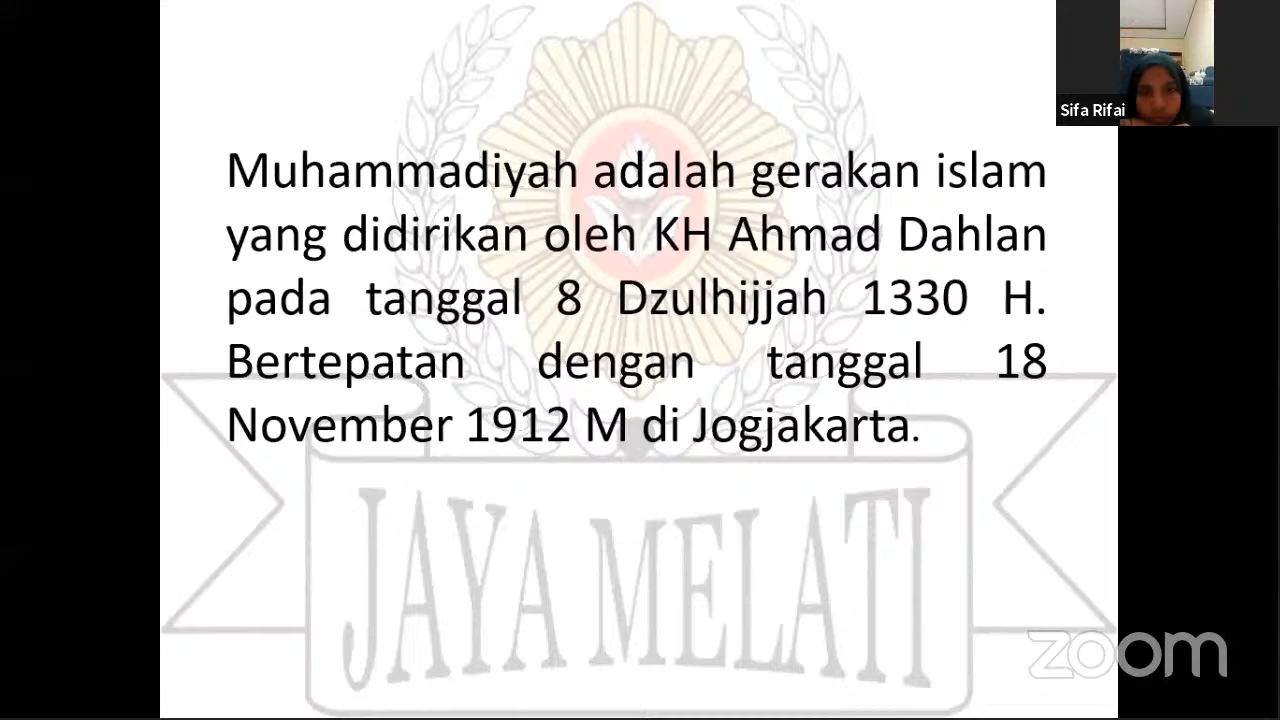 Sifa Rifai
Muhammadiyah adalah gerakan islam
yang didirikan oleh KH Ahmad Dahlan
pada tanggal 8 Dzulhijjah 1330 H.
Bertepatan dengan tanggal 18
November 1912 M di Jogjakarta.
JAYA MELATI
zoom